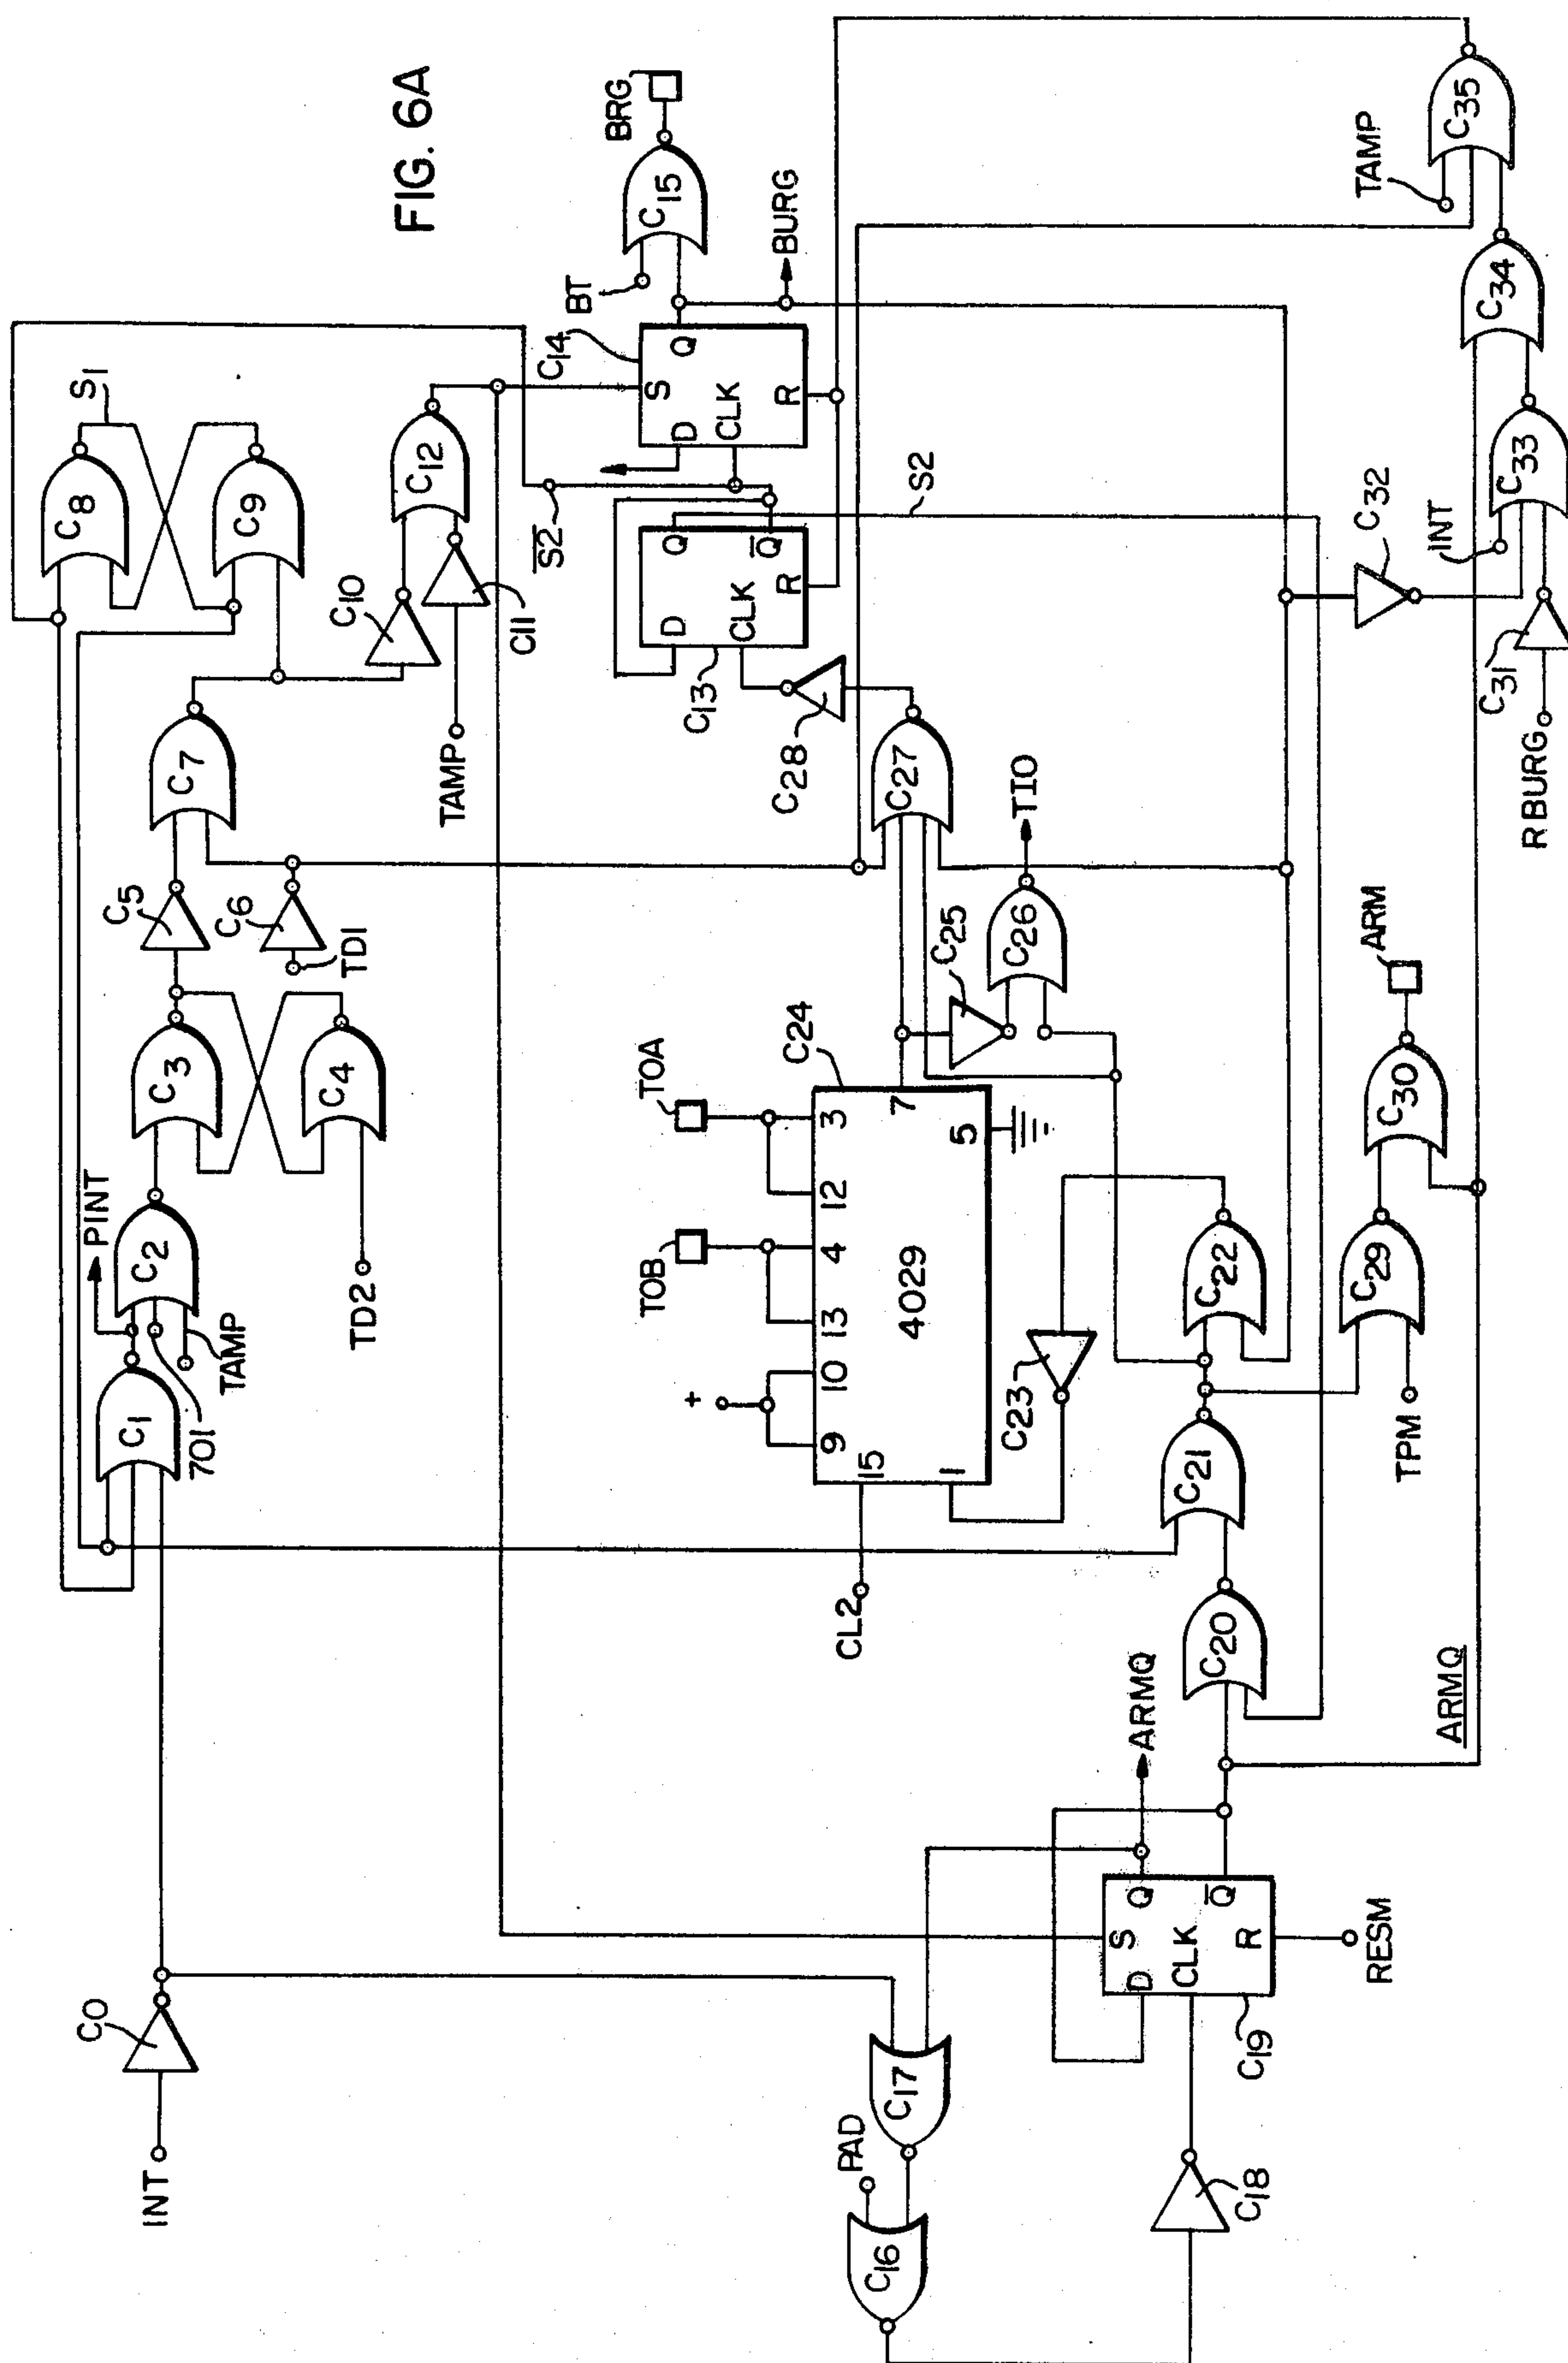 FIG. 6A
INT
C0
C1
701
PINT
C2
TAMP
TD2
C3
C4
C5
C6
TD1
C7
C8
S1
C9
C10
C11
TAMP
C12
S2
C14
S
D
Q
CLK
R
BT
C15
BRG
BURG
D
Q
CLK
Q
R
C13
S2
C28
C27
TOB
TOA
C24
9
10
13
4
12
3
15
7
4029
1
5
CL2
C25
C26
TIO
C23
C22
C21
C20
C29
TPM
C30
ARM
C32
INT
C33
C31
RBURG
C34
TAMP
C35
PAD
C16
C17
C18
S
D
Q
CLK
Q
R
C19
RESM
ARMQ
ARMQ